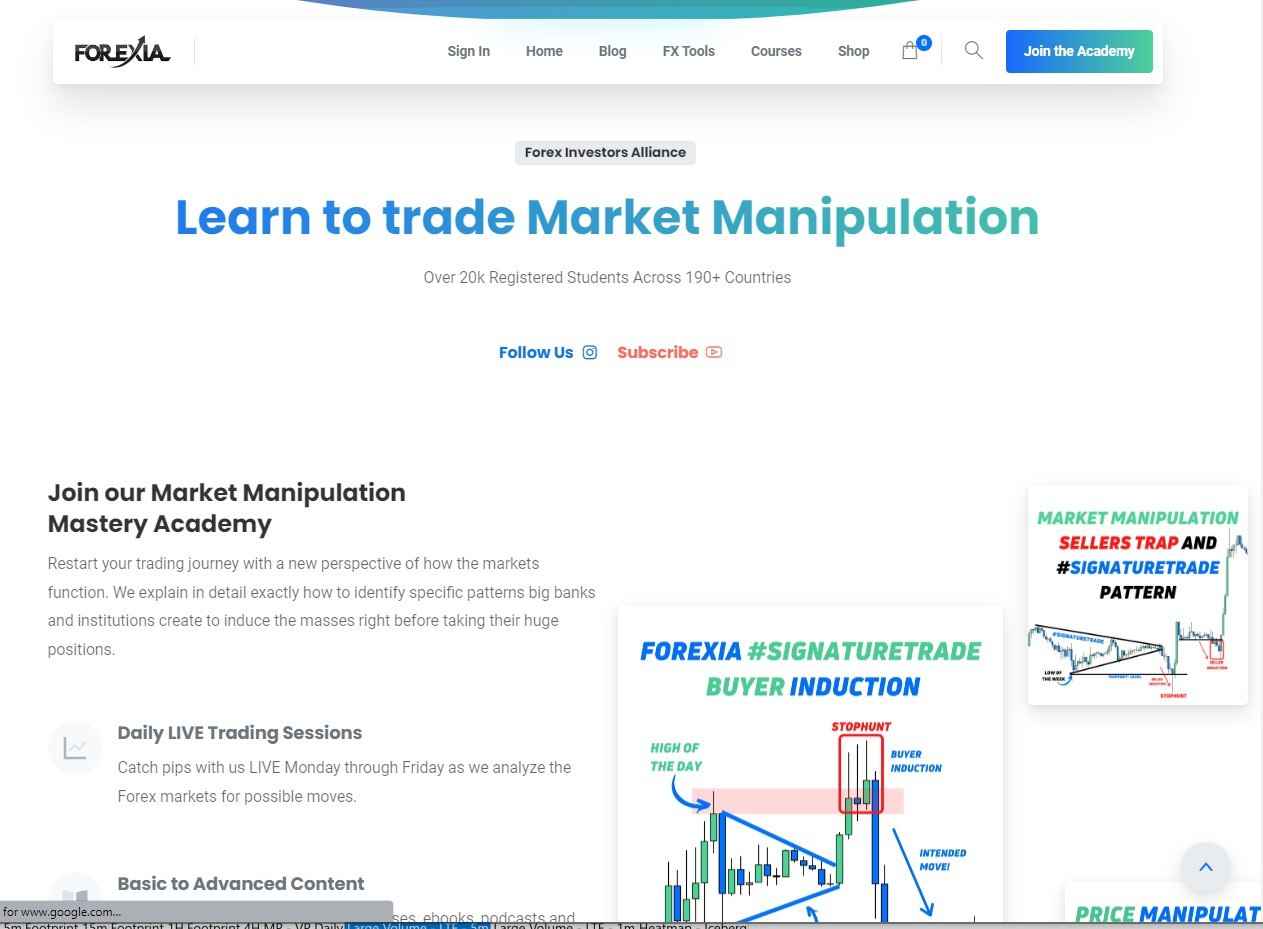 FOREXIA
Sign In Home Blog FX Tools Courses Shop 0 Join the Academy
Forex Investors Alliance
Learn to trade Market Manipulation
Over 20k Registered Students Across 190+ Countries
Follow Us Subscribe
Join our Market Manipulation
Mastery Academy
Restart your trading journey with a new perspective of how the markets
function. We explain in detail exactly how to identify specific patterns big banks
and institutions create to induce the masses right before taking their huge
positions.
Daily LIVE Trading Sessions
Catch pips with us LIVE Monday through Friday as we analyze the
Forex markets for possible moves.
Basic to Advanced Content
ebooks, podcasts and
FOREXIA #SIGNATURETRADE
BUYER INDUCTION
STOPHUNT
HIGH OF
THE DAY
BUYER
INDUCTION
INTENDED
MOVE!
MARKET MANIPULATION
SELLERS TRAP AND
#SIGNATURETRADE
PATTERN
#SIGNATURETRADE
LOW OF
THE WEEK
"SUPPORT" LEVEL
SELLER
INDUCTION
SELLER
INDUCTION
STOPHUNT
PRICE MANIPULAT
for www.google.com...
5m Footprint 15m Footprint 1H Footprint 4H MP - VP Daily Large Volume - LTF - 5m Large Volume - LTF - 1m Heatmap - Iceberg